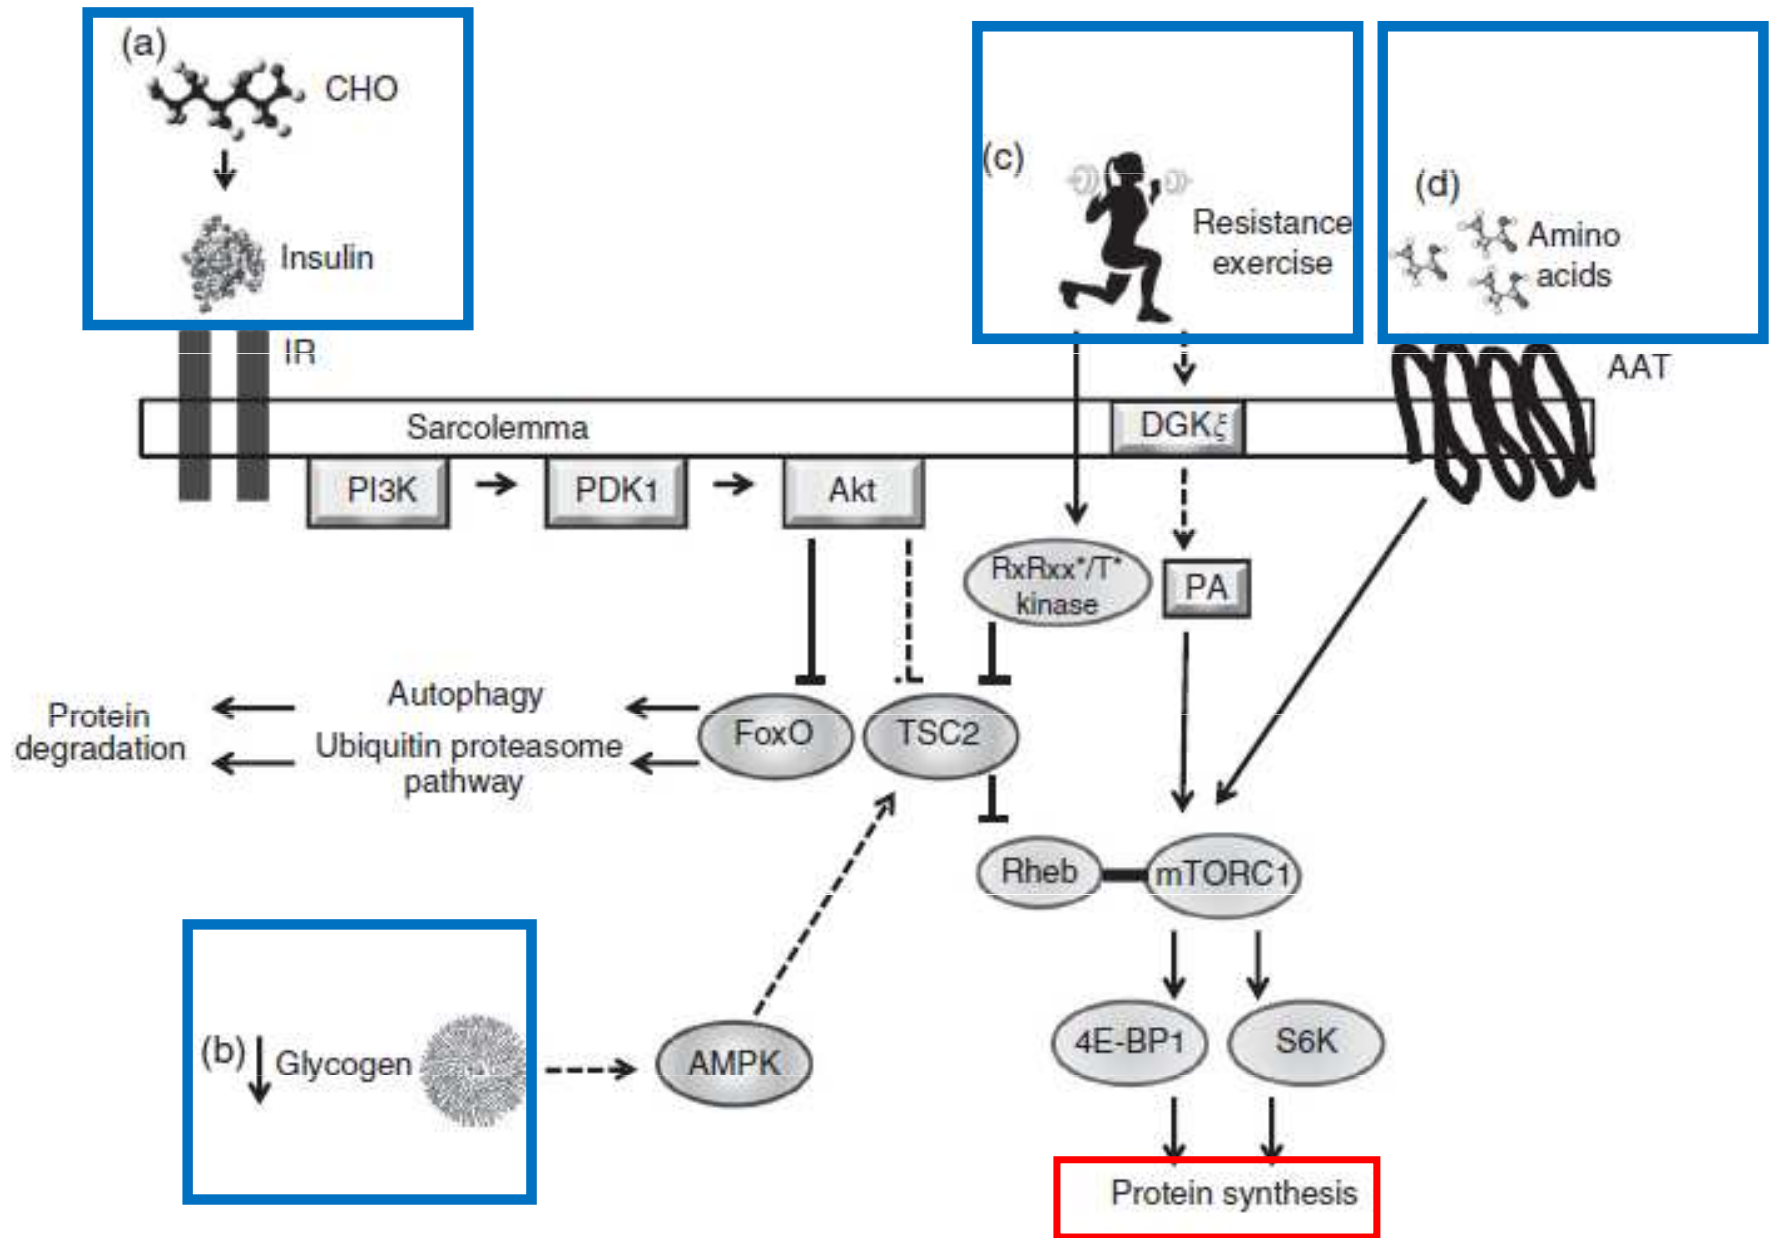 (a)
CHO
Insulin
IR
(c)
Resistance
exercise
(d)
Amino
acids
AAT
Sarcolemma
DGKξ
PI3K
PDK1
Akt
RxRxx*/T*
kinase
PA
Autophagy
Protein
degradation
Ubiquitin proteasome
pathway
FoxO
TSC2
Rheb
mTORC1
(b)
Glycogen
AMPK
4E-BP1
S6K
Protein synthesis